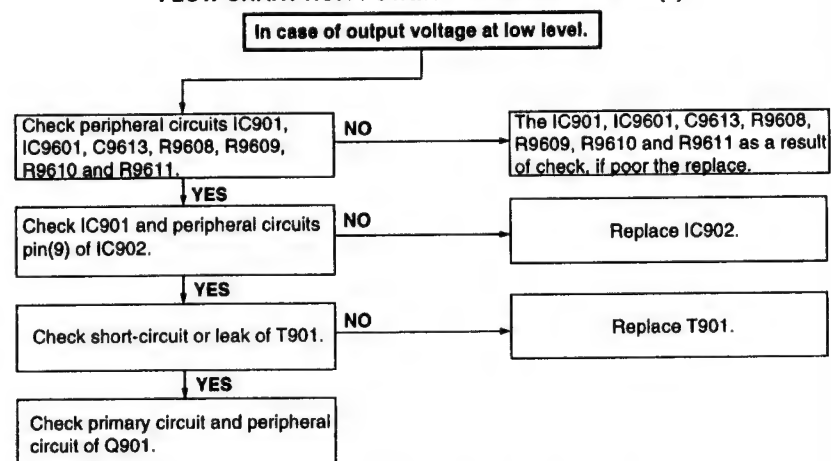 In case of output voltage at low level.
Check peripheral circuits IC901,
IC9601, C9613, R9608, R9609,
R9610 and R9611.
NO
The IC901, IC9601, C9613, R9608,
R9609, R9610 and R9611 as a result
of check, if poor the replace.
YES
Check IC901 and peripheral circuits
pin(9) of IC902.
NO
Replace IC902.
YES
Check short-circuit or leak of T901.
NO
Replace T901.
YES
Check primary circuit and peripheral
circuit of Q901.